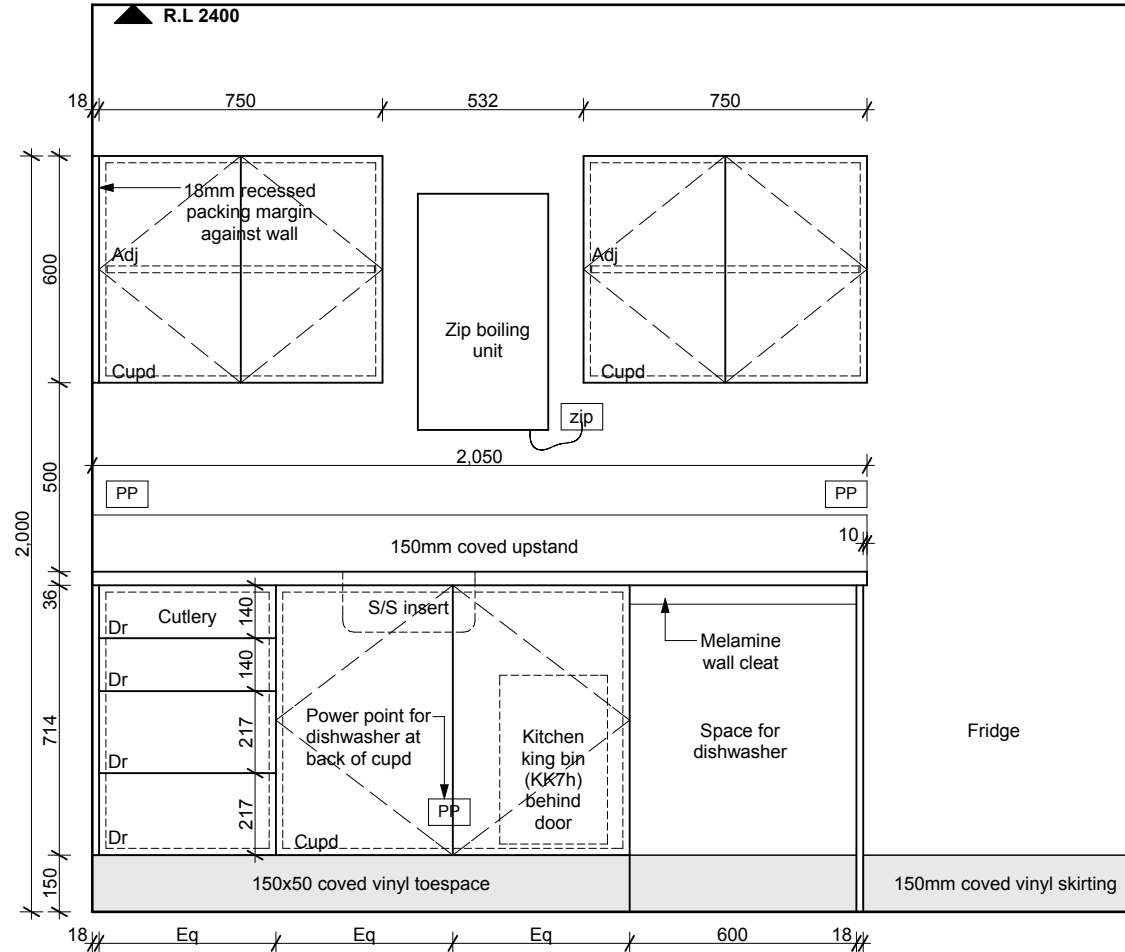 R.L 2400
18
750
532
750
18mm recessed
packing margin
against wall
Adj
Adj
600
Zip boiling
unit
Cupd
Cupd
zip
2,050
500
PP
PP
2,000
10
150mm coved upstand
36
S/S insert
Cutlery
140
Dr
Melamine
wall cleat
140
Dr
714
Power point for
dishwasher at
back of cupd
217
Kitchen
king bin
(KK7h)
behind
door
Space for
dishwasher
Fridge
Dr
PP
217
Dr
Cupd
150
150x50 coved vinyl toespace
150mm coved vinyl skirting
18
Eq
Eq
Eq
600
18